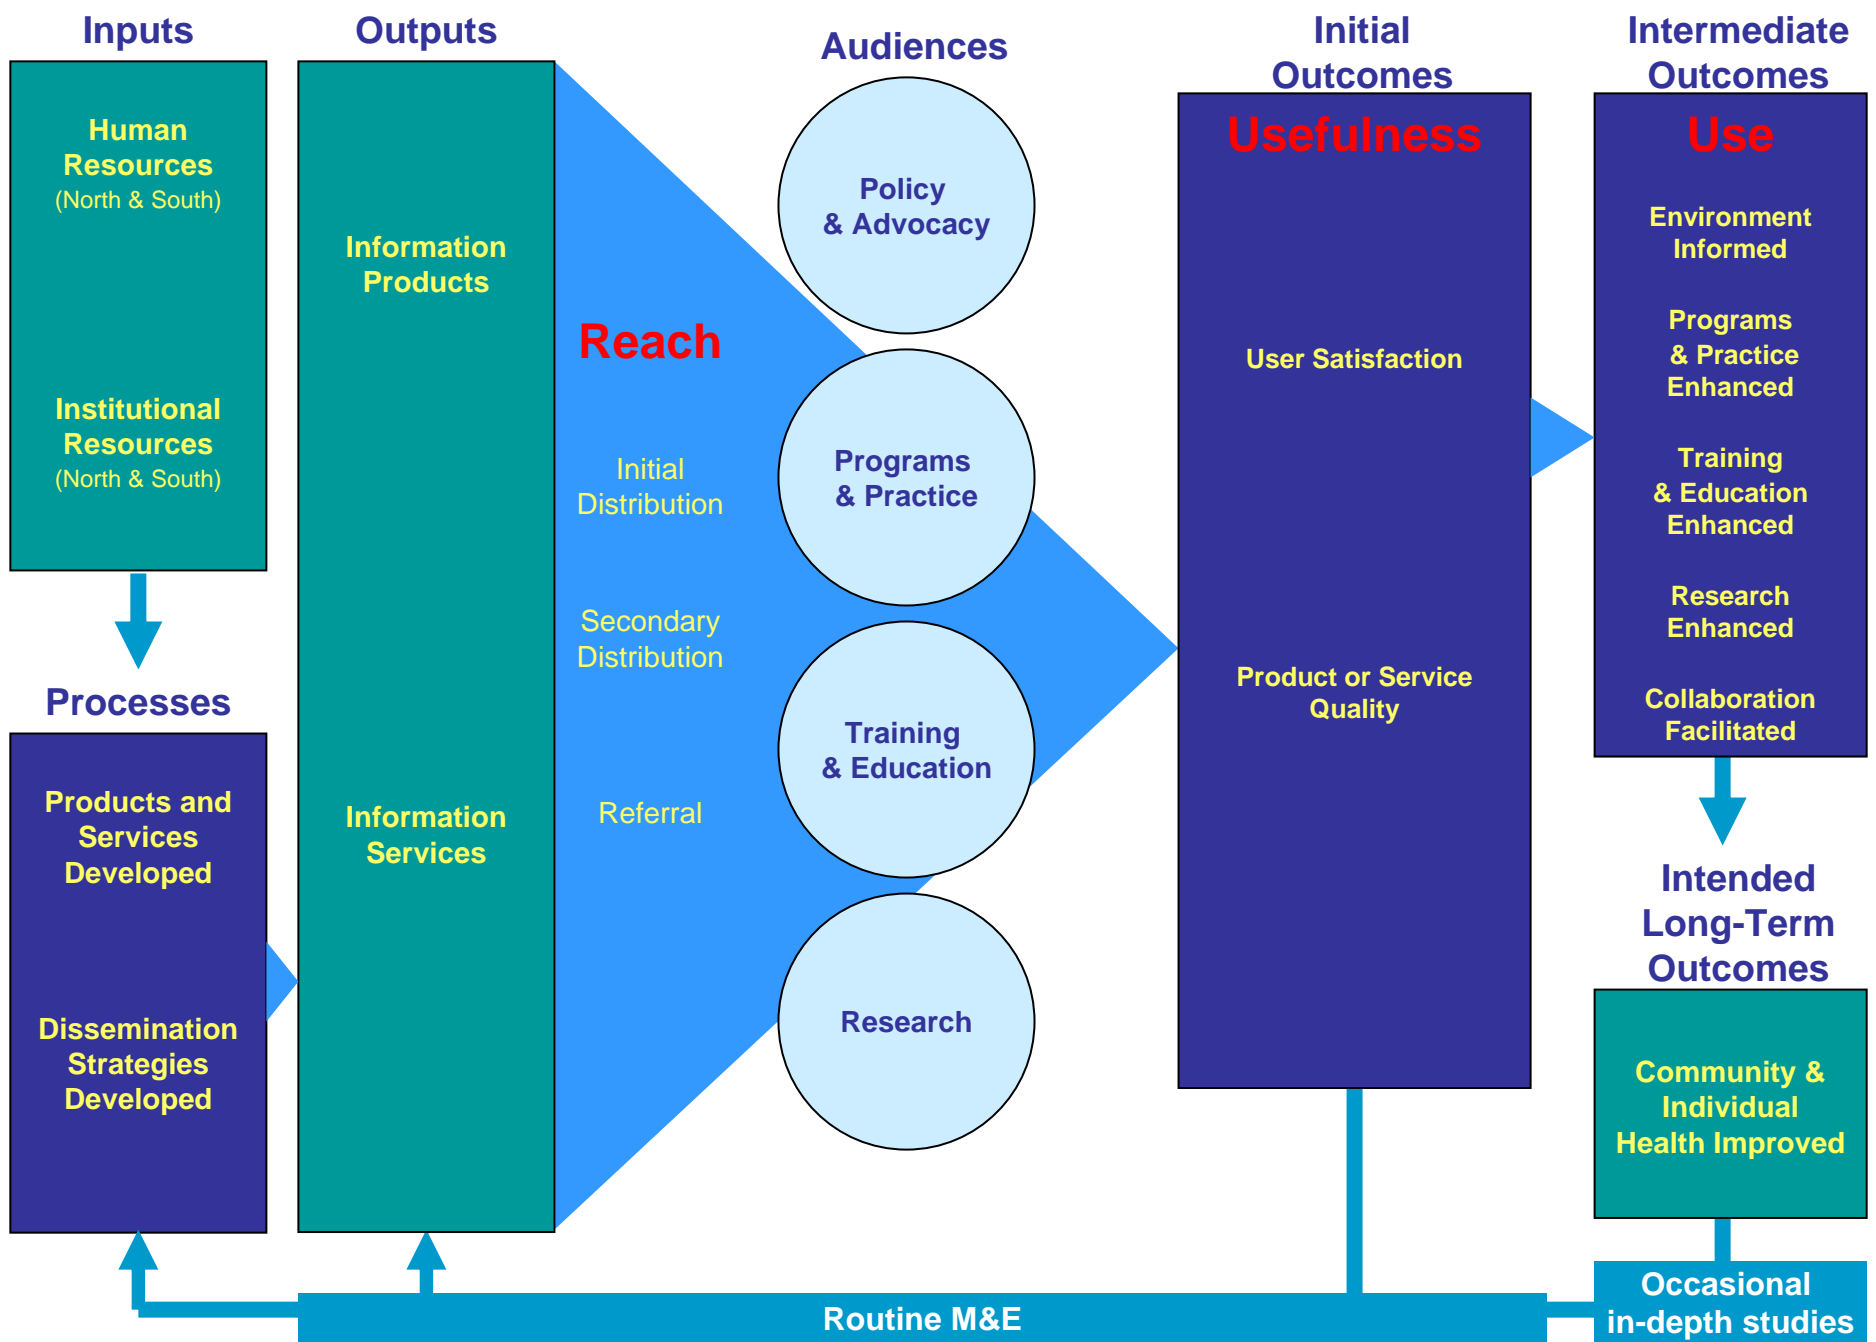 Inputs
Human
Resources
(North & South)
Institutional
Resources
(North & South)
Processes
Products and
Services
Developed
Dissemination
Strategies
Developed
Outputs
Information
Products
Information
Services
Reach
Initial
Distribution
Secondary
Distribution
Referral
Audiences
Policy
& Advocacy
Programs
& Practice
Training
& Education
Research
Initial
Outcomes
Usefulness
User Satisfaction
Product or Service
Quality
Intermediate
Outcomes
Use
Environment
Informed
Programs
& Practice
Enhanced
Training
& Education
Enhanced
Research
Enhanced
Collaboration
Facilitated
Intended
Long-Term
Outcomes
Community &
Individual
Health Improved
Occasional
in-depth studies
Routine M&E